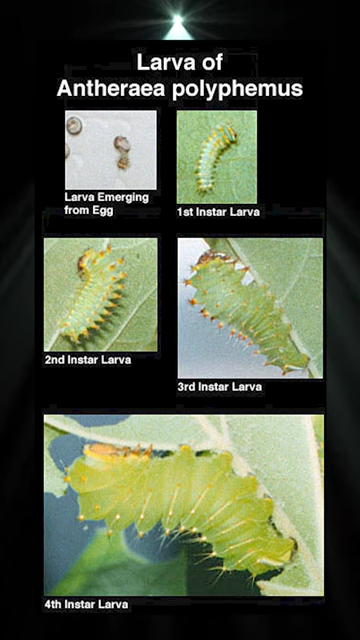 Larva of
Antheraea polyphemus
Larva Emerging
from Egg
1st Instar Larva
2nd Instar Larva
3rd Instar Larva
4th Instar Larva